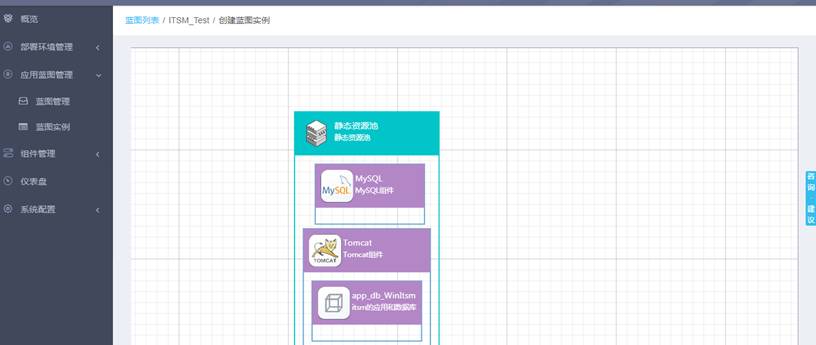 概览
部署环境管理
应用蓝图管理
蓝图管理
蓝图实例
组件管理
仪表盘
系统配置
蓝图列表 / ITSM_Test / 创建蓝图实例
静态资源池
静态资源池
MySQL
MySQL
MySQL组件
TOMCAT
Tomcat
Tomcat组件
app_db_WinItsm
itsm的应用和数据库
咨询·建议